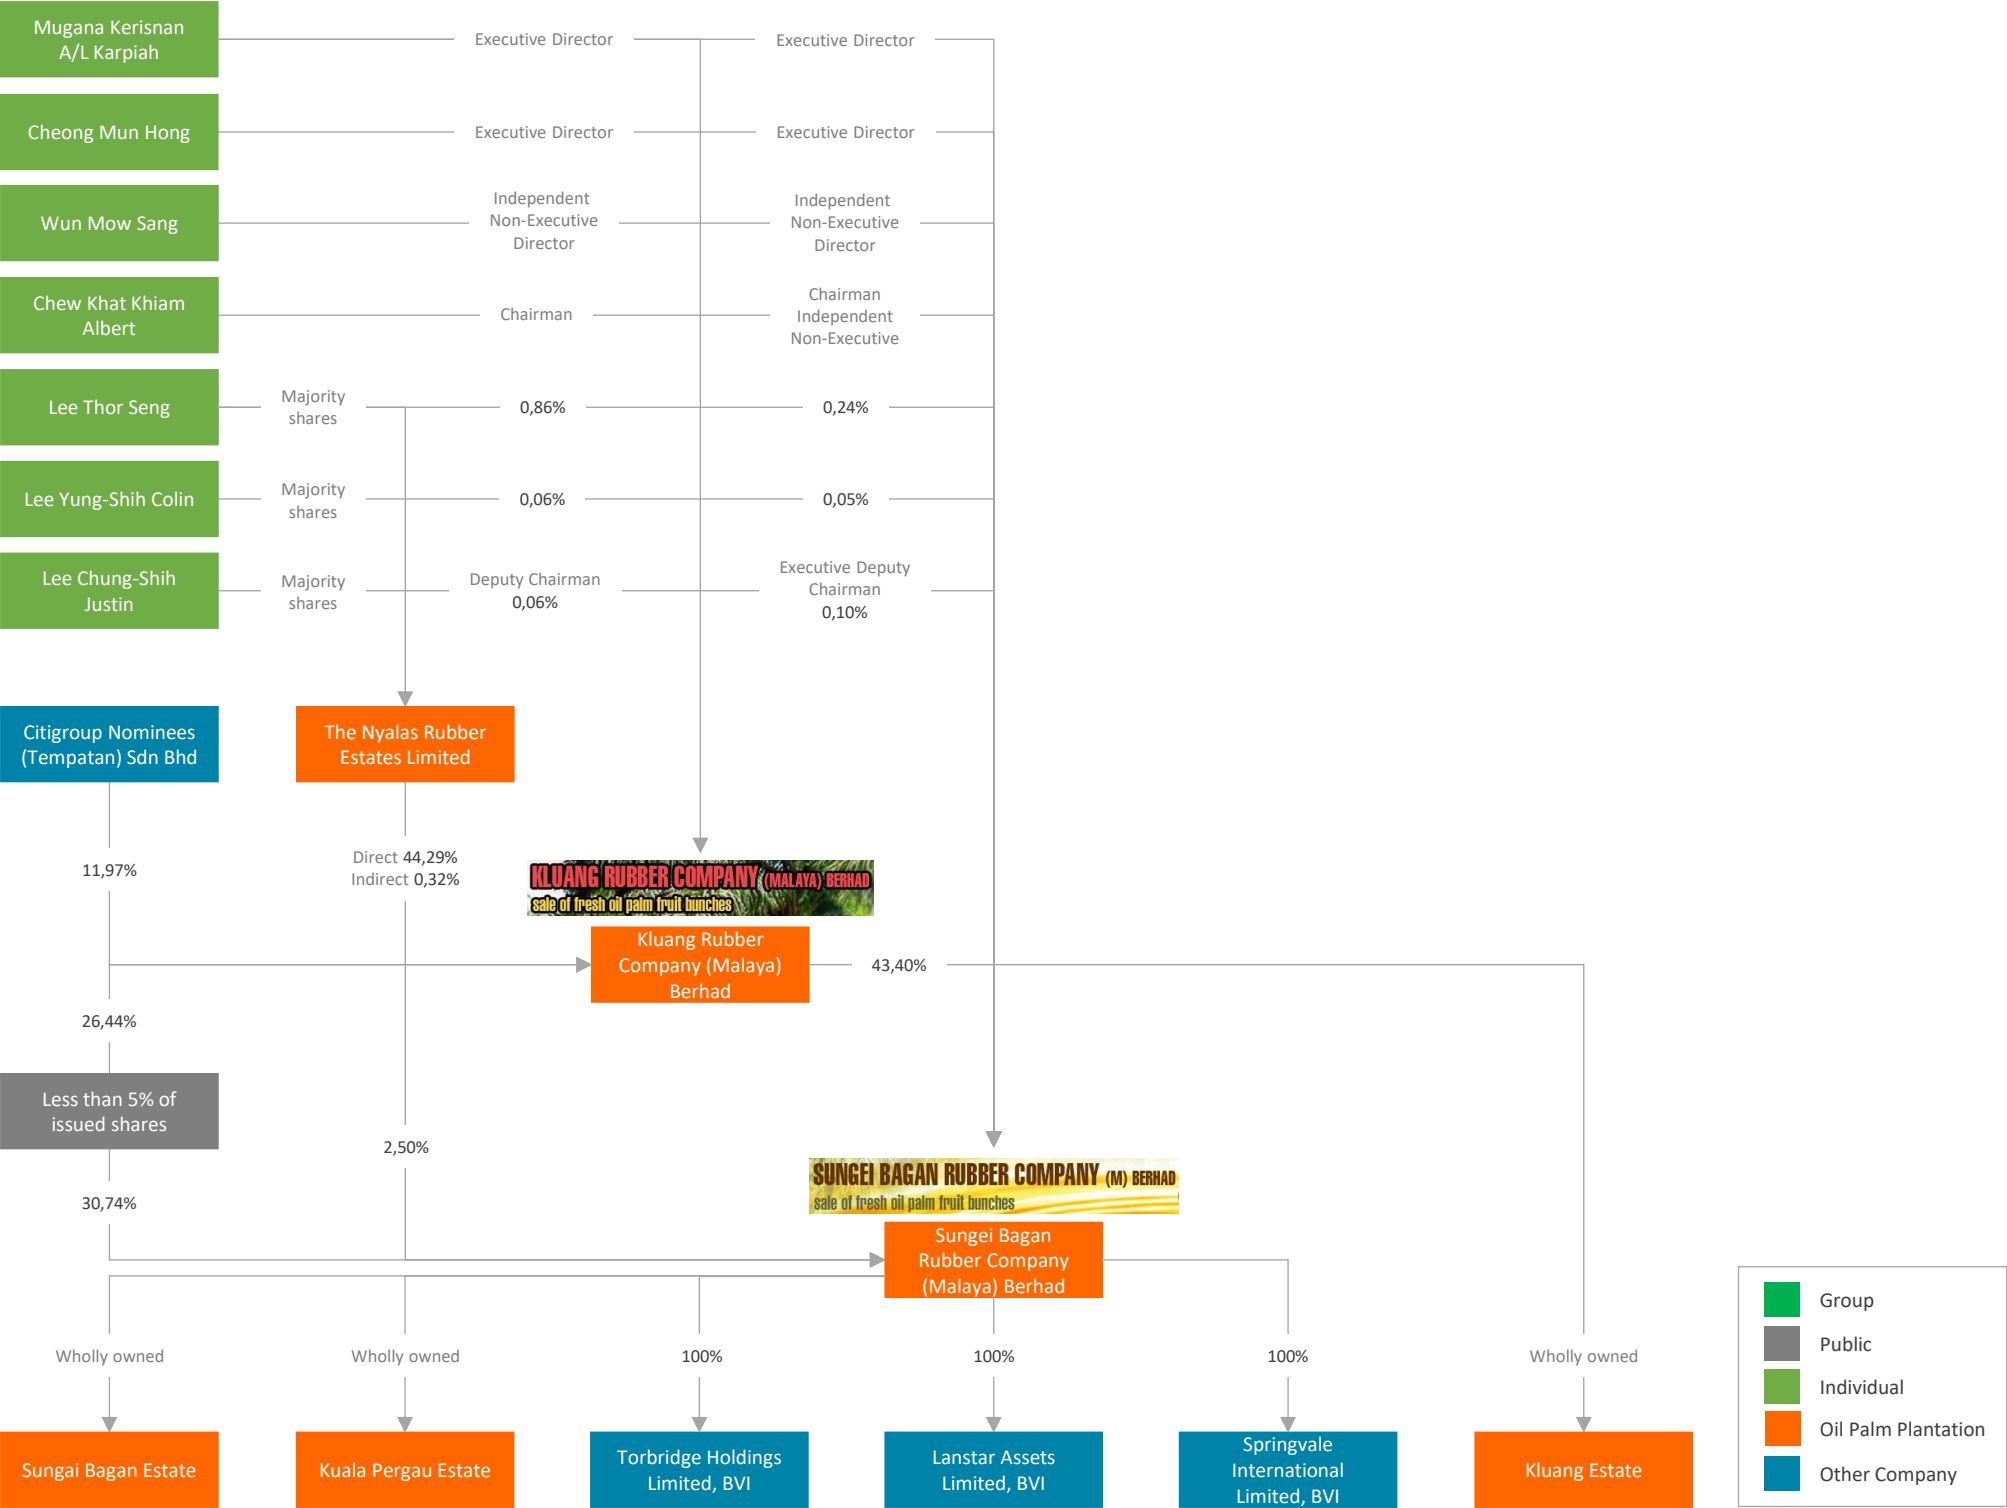 Mugana Kerisnan
A/L Karpiah
Executive Director
Executive Director
Cheong Mun Hong
Executive Director
Executive Director
Wun Mow Sang
Independent
Non-Executive
Director
Independent
Non-Executive
Director
Chew Khat Khiam
Albert
Chairman
Chairman
Independent
Non-Executive
Lee Thor Seng
Majority
shares
0,86%
0,24%
Lee Yung-Shih Colin
Majority
shares
0,06%
0,05%
Lee Chung-Shih
Justin
Majority
shares
Deputy Chairman
0,06%
Executive Deputy
Chairman
0,10%
Citigroup Nominees
(Tempatan) Sdn Bhd
The Nyalas Rubber
Estates Limited
11,97%
Direct 44,29%
Indirect 0,32%
KLUANG RUBBER COMPANY (MALAYA) BERHAD
sale of fresh oil palm fruit bunches
Kluang Rubber
Company (Malaya)
Berhad
43,40%
26,44%
Less than 5% of
issued shares
2,50%
30,74%
SUNGEI BAGAN RUBBER COMPANY (M) BERHAD
sale of fresh oil palm fruit bunches
Sungei Bagan
Rubber Company
(Malaya) Berhad
Wholly owned
Wholly owned
100%
100%
100%
Wholly owned
Sungai Bagan Estate
Kuala Pergau Estate
Torbridge Holdings
Limited, BVI
Lanstar Assets
Limited, BVI
Springvale
International
Limited, BVI
Kluang Estate
Group
Public
Individual
Oil Palm Plantation
Other Company